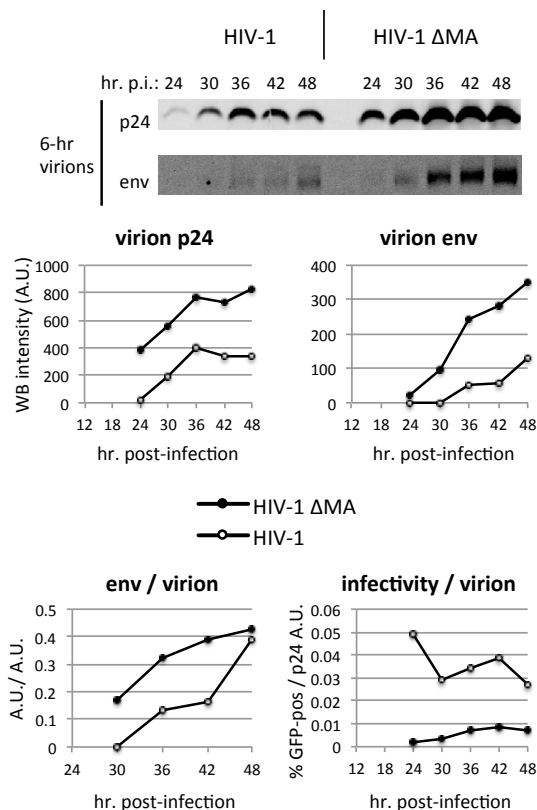 HIV-1 HIV-1 ΔMA
hr. p.i.: 24 30 36 42 48 24 30 36 42 48
6-hr virions
p24
env
virion p24
WB intensity (A.U.)
1000
800
600
400
200
0
12 18 24 30 36 42 48
hr. post-infection
virion env
400
300
200
100
0
12 18 24 30 36 42 48
hr. post-infection
HIV-1 ΔMA
HIV-1
env / virion
A.U./ A.U.
0.5
0.4
0.3
0.2
0.1
0
24 30 36 42 48
hr. post-infection
infectivity / virion
% GFP-pos / p24 A.U.
0.06
0.05
0.04
0.03
0.02
0.01
0
12 18 24 30 36 42 48
hr. post-infection